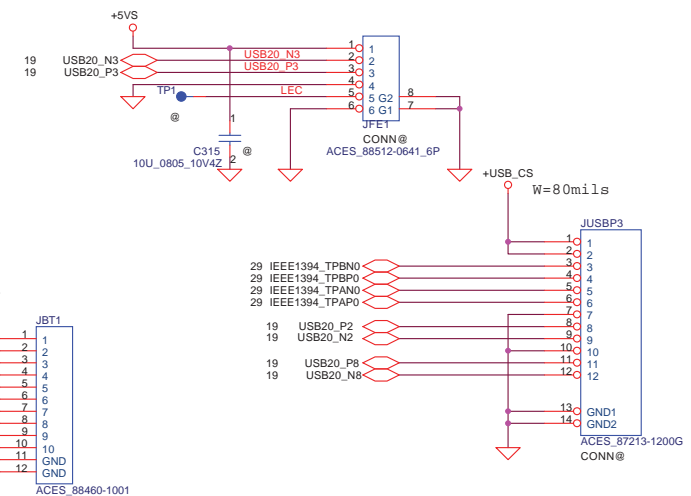 +5VS
19 USB20_N3 USB20_N3 1 1
19 USB20_P3 USB20_P3 2 2
3 3
4 4
TP1 LEC 5 5 G2 8
@ 6 6 G1 7
JFE1
CONN@
ACES_88512-0641_6P
1
C315 @
10U_0805_10V4Z 2
+USB_CS
W=80mils
JUSBP3
1 1
2 2
29 IEEE1394_TPBN0 3 3
29 IEEE1394_TPBP0 4 4
29 IEEE1394_TPAN0 5 5
29 IEEE1394_TPAP0 6 6
7 7
19 USB20_P2 8 8
19 USB20_N2 9 9
10 10
19 USB20_P8 11 11
19 USB20_N8 12 12
13 GND1
14 GND2
ACES_87213-1200G
CONN@
JBT1
1 1
2 2
3 3
4 4
5 5
6 6
7 7
8 8
9 9
10 10
11 GND
12 GND
ACES_88460-1001